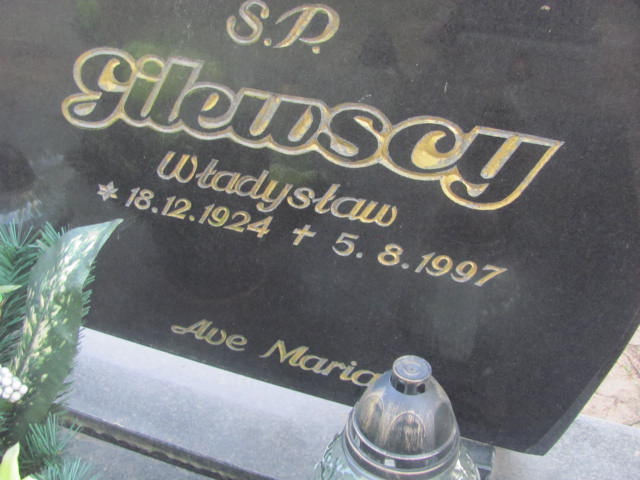 S.P.
Gilewscy
Władysław
* 18.12.1924 + 5.8.1997
Ave Maria